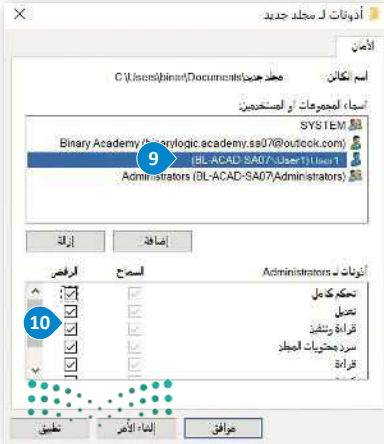 أذونات لـ مجلد جديد
الأمان
اسم الكائن: C:\Users\binar\Documents\مجلد جديد
أسماء المجموعات أو المستخدمين:
SYSTEM
Binary Academy (binarylogic.academy.sa07@outlook.com)
9
User1 (BL-ACAD-SA07\User1)
Administrators (BL-ACAD-SA07\Administrators)
إضافة إزالة
أذونات لـ Administrators السماح الرفض
تحكم كامل
تعديل
10
قراءة وتنفيذ
سرد محتويات المجلد
قراءة
موافق إلغاء الأمر تطبيق